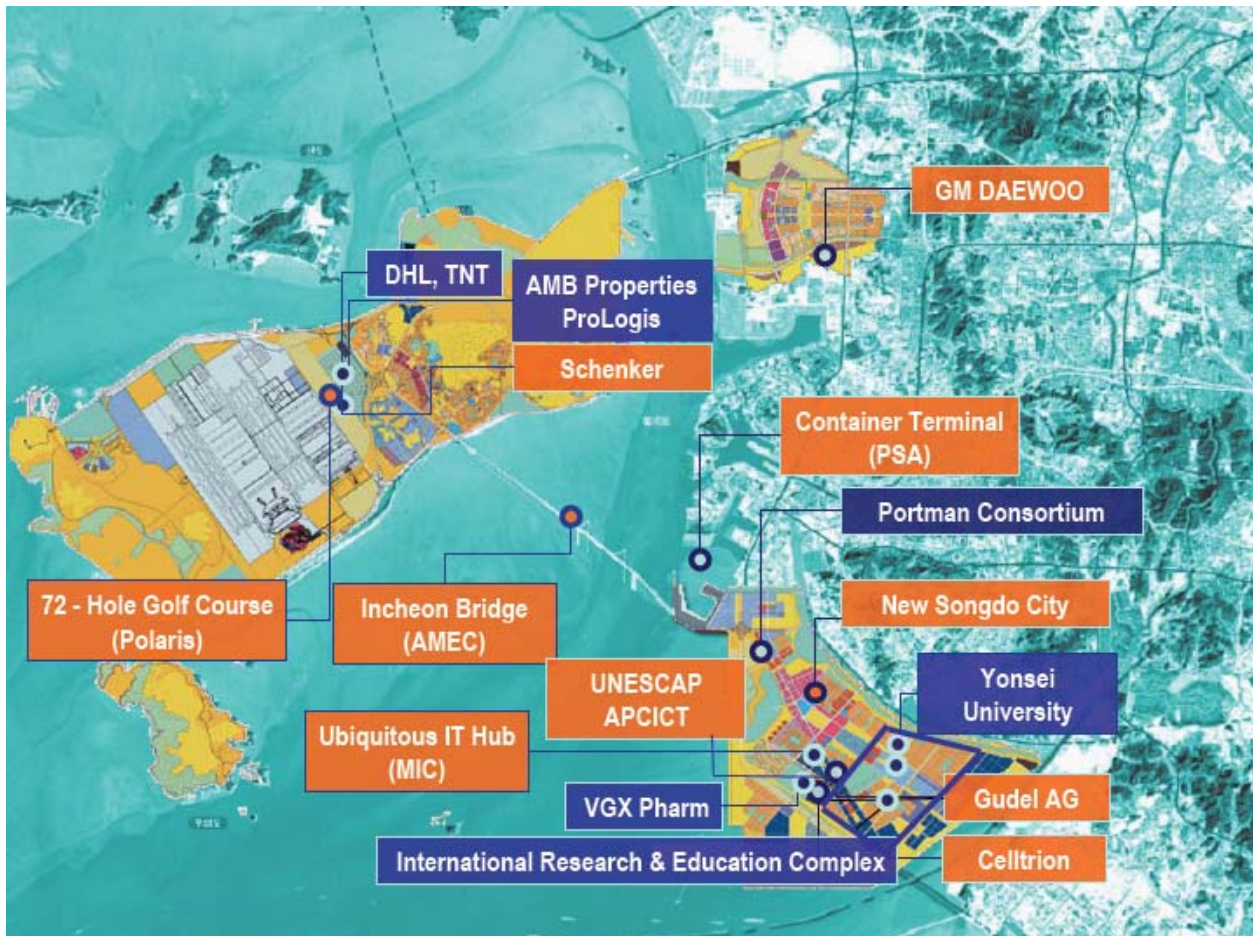 GM DAEWOO
DHL, TNT
AMB Properties
ProLogis
Schenker
Container Terminal
(PSA)
Portman Consortium
72 - Hole Golf Course
(Polaris)
Incheon Bridge
(AMEC)
New Songdo City
UNESCAP
APCICT
Yonsei
University
Ubiquitous IT Hub
(MIC)
VGX Pharm
Gudel AG
International Research & Education Complex
Celltrion